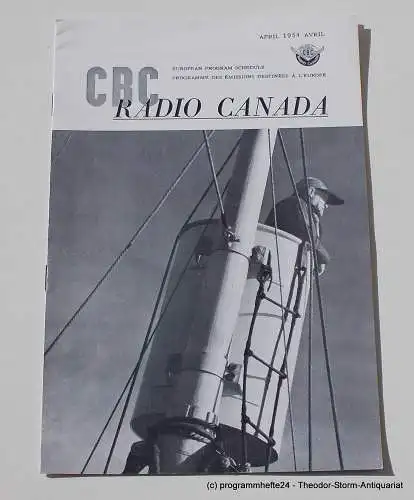 APRIL 1954 AVRIL
EUROPEAN PROGRAM SCHEDULE
PROGRAMME DES ÉMISSIONS DESTINÉES À L'EUROPE
CBC
RADIO CANADA
(c) programmhefte24 - Theodor-Storm-Antiquariat